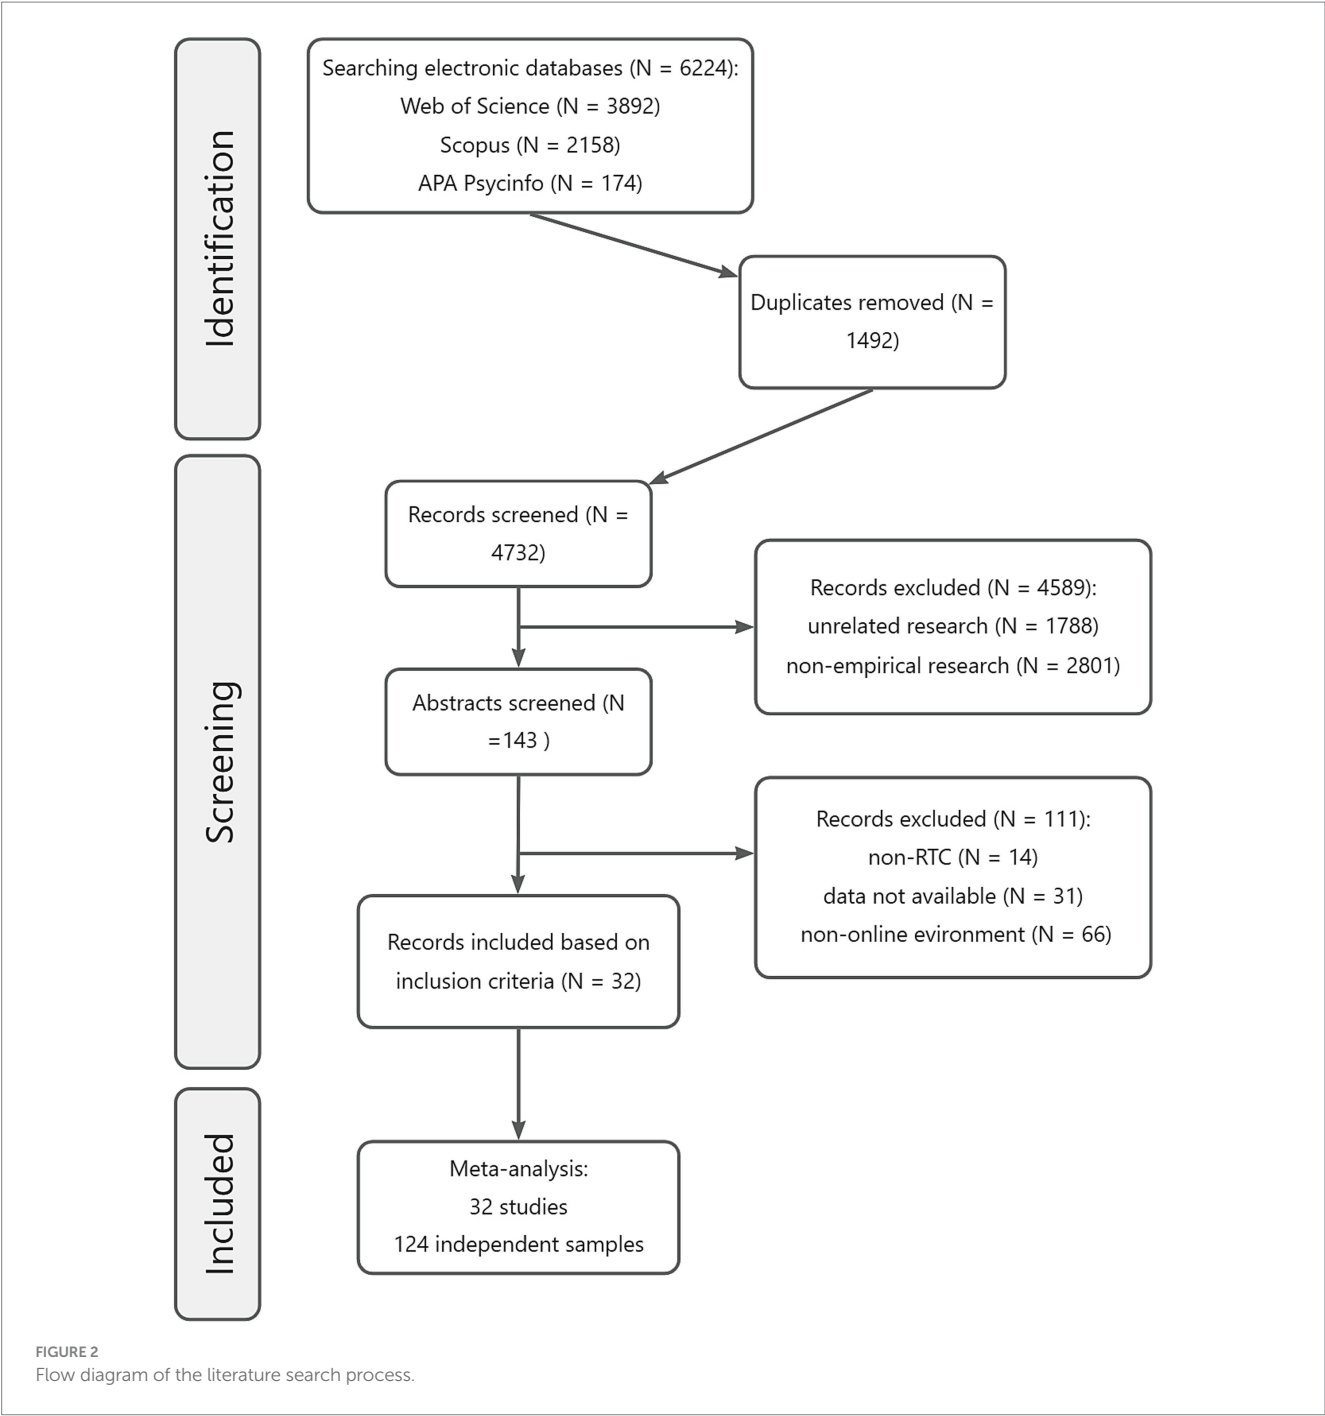 Identification
Searching electronic databases (N = 6224):
Web of Science (N = 3892)
Scopus (N = 2158)
APA Psycinfo (N = 174)
Duplicates removed (N =
1492)
Screening
Records screened (N =
4732)
Records excluded (N = 4589):
unrelated research (N = 1788)
non-empirical research (N = 2801)
Abstracts screened (N
=143 )
Records excluded (N = 111):
non-RTC (N = 14)
data not available (N = 31)
non-online evironment (N = 66)
Records included based on
inclusion criteria (N = 32)
Included
Meta-analysis:
32 studies
124 independent samples
FIGURE 2
Flow diagram of the literature search process.